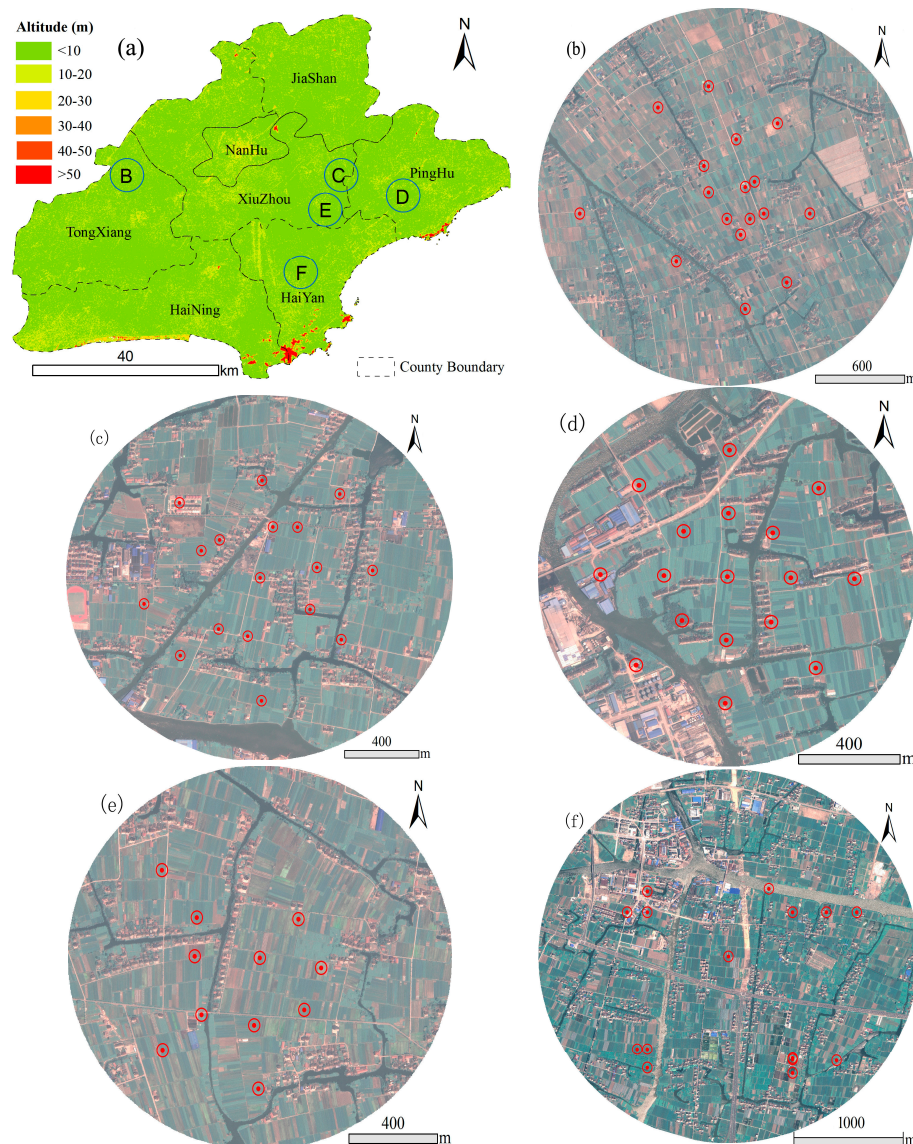 Altitude (m)
<10
10-20
20-30
30-40
40-50
>50
(a)
N
JiaShan
NanHu
B
C
PingHu
XiuZhou
E
D
TongXiang
F
HaiYan
HaiNing
40
km
County Boundary
(b)
N
600
m
(c)
N
400
m
(d)
N
400
m
(e)
N
400
m
(f)
N
1000
m